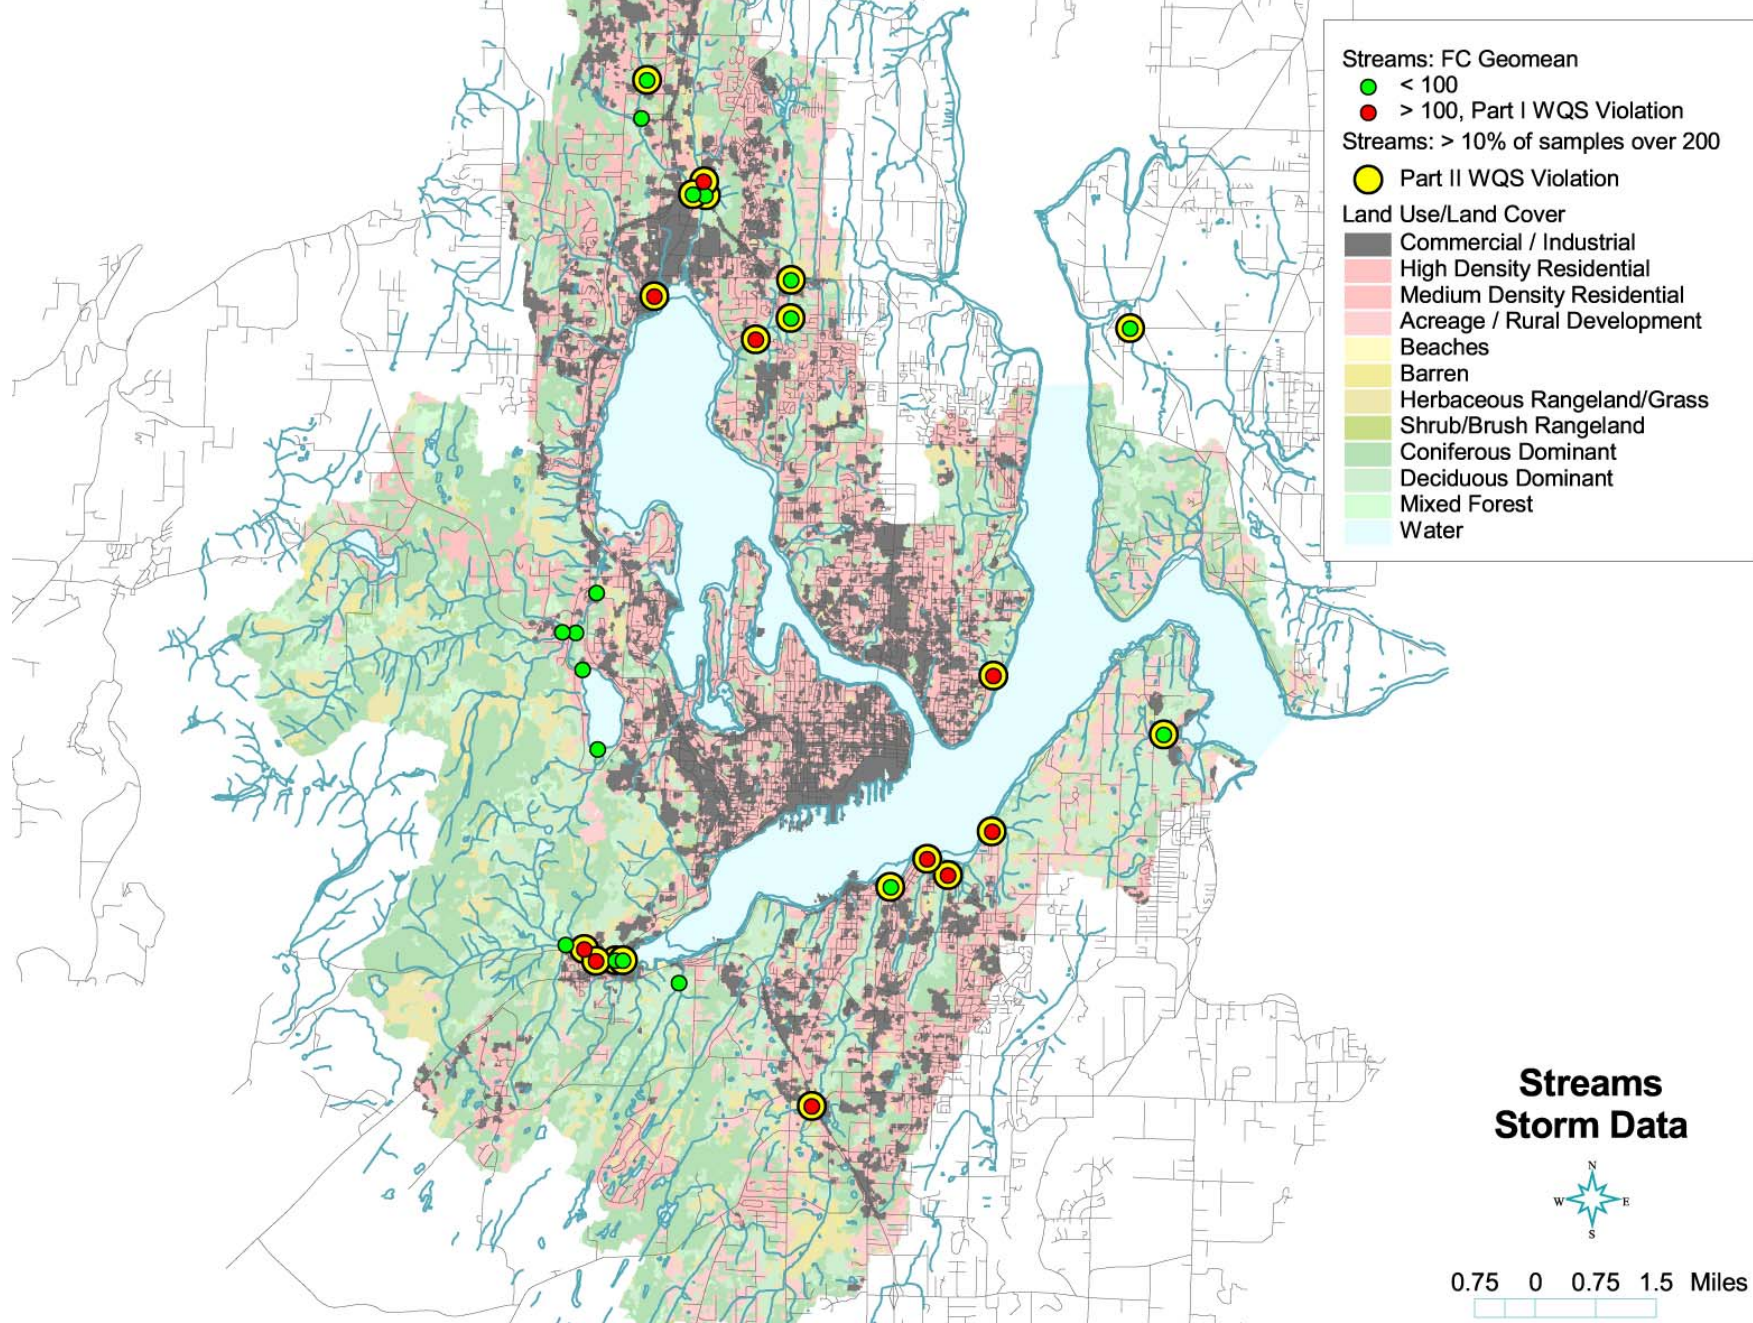 Streams: FC Geomean
< 100
> 100, Part I WQS Violation
Streams: > 10% of samples over 200
Part II WQS Violation
Land Use/Land Cover
Commercial / Industrial
High Density Residential
Medium Density Residential
Acreage / Rural Development
Beaches
Barren
Herbaceous Rangeland/Grass
Shrub/Brush Rangeland
Coniferous Dominant
Deciduous Dominant
Mixed Forest
Water
Streams
Storm Data
N
W E
S
0.75 0 0.75 1.5 Miles